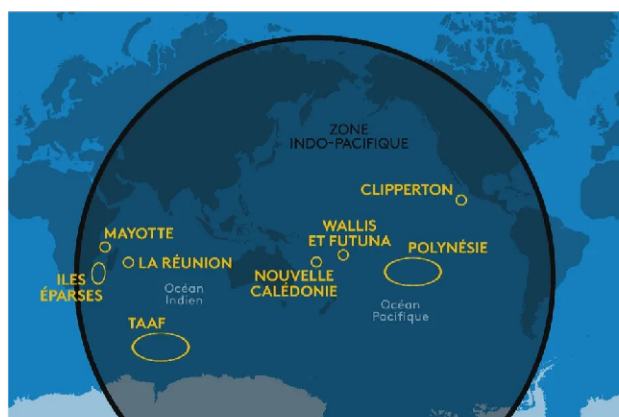 ZONE
INDO-PACIFIQUE
CLIPPERTON
WALLIS
ET FUTUNA
POLYNÉSIE
MAYOTTE
LA RÉUNION
NOUVELLE
CALÉDONIE
ILES
ÉPARSES
Océan
Indien
Océan
Pacifique
TAAF